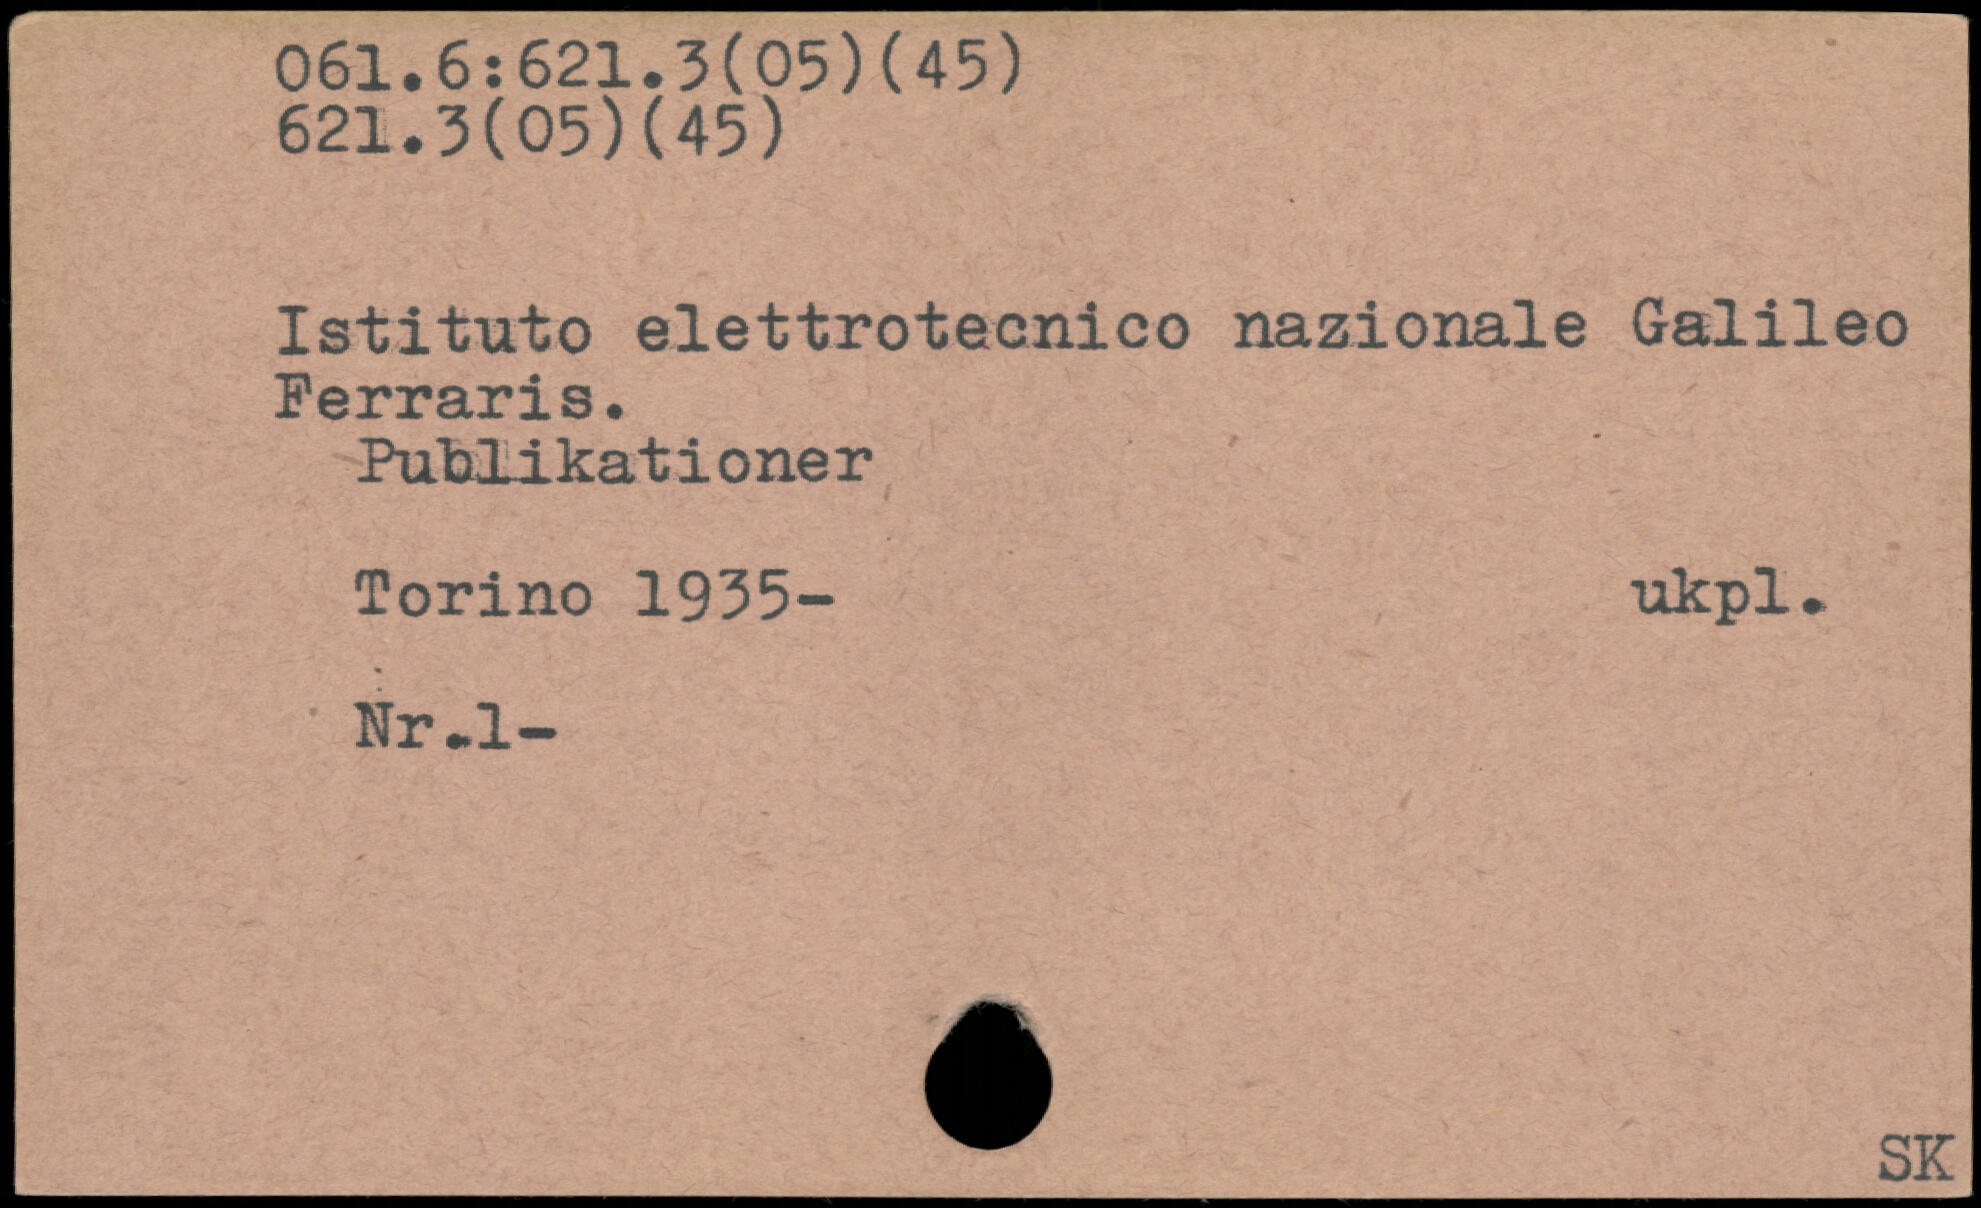 061.6:621.3(05)(45)
621.3(05)(45)
Istituto elettrotecnico nazionale Galileo
Ferraris.
Publikationer
Torino 1935-
ukpl.
Nr.1-
SK